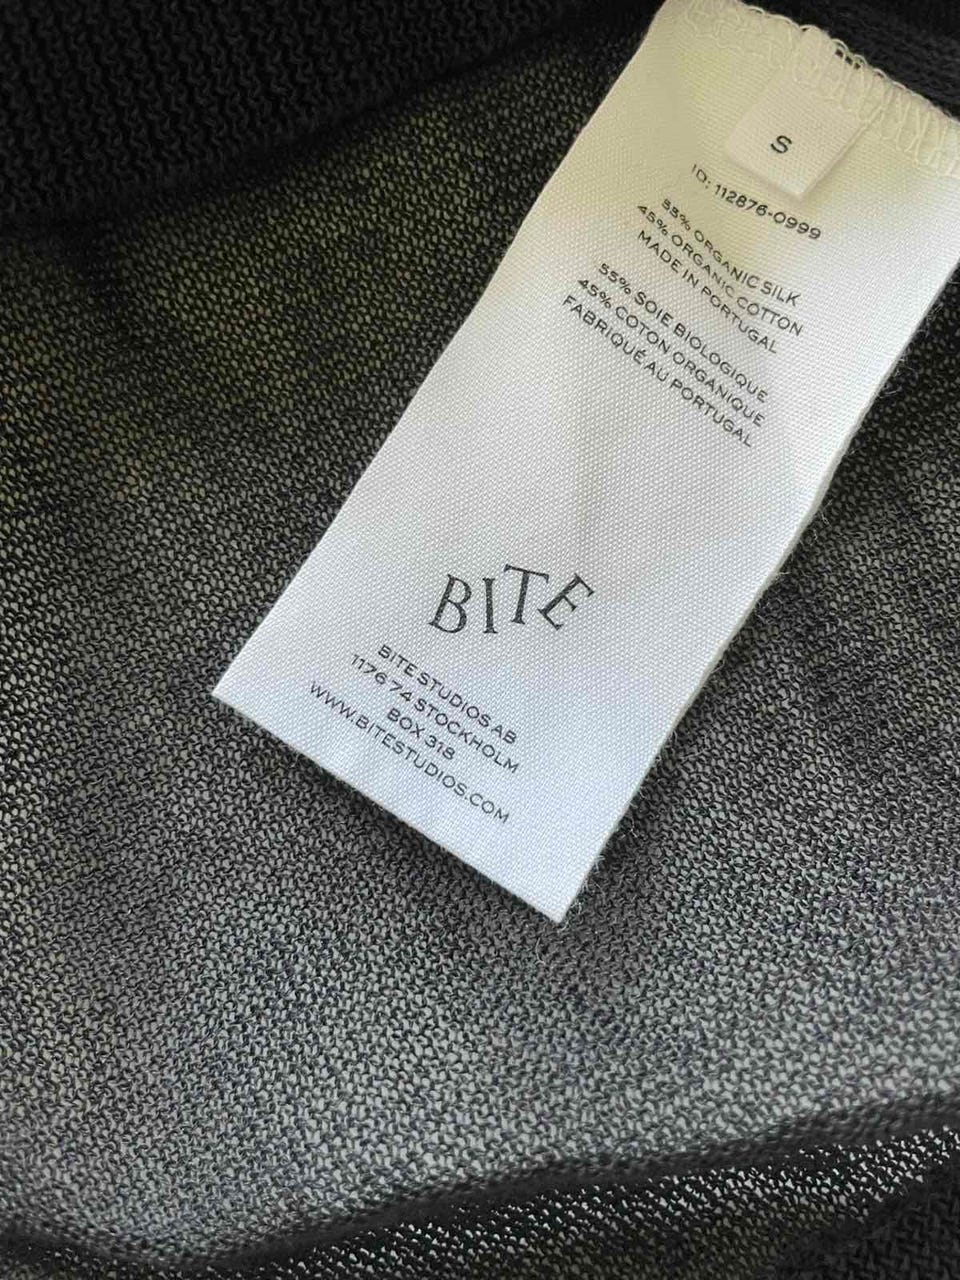 S
ID: 112876-0999
55% ORGANIC SILK
45% ORGANIC COTTON
MADE IN PORTUGAL
55% SOIE BIOLOGIQUE
45% COTON ORGANIQUE
FABRIQUÉ AU PORTUGAL
BITE
BITE STUDIOS AB
1176 74 STOCKHOLM
BOX 318
WWW.BITESTUDIOS.COM